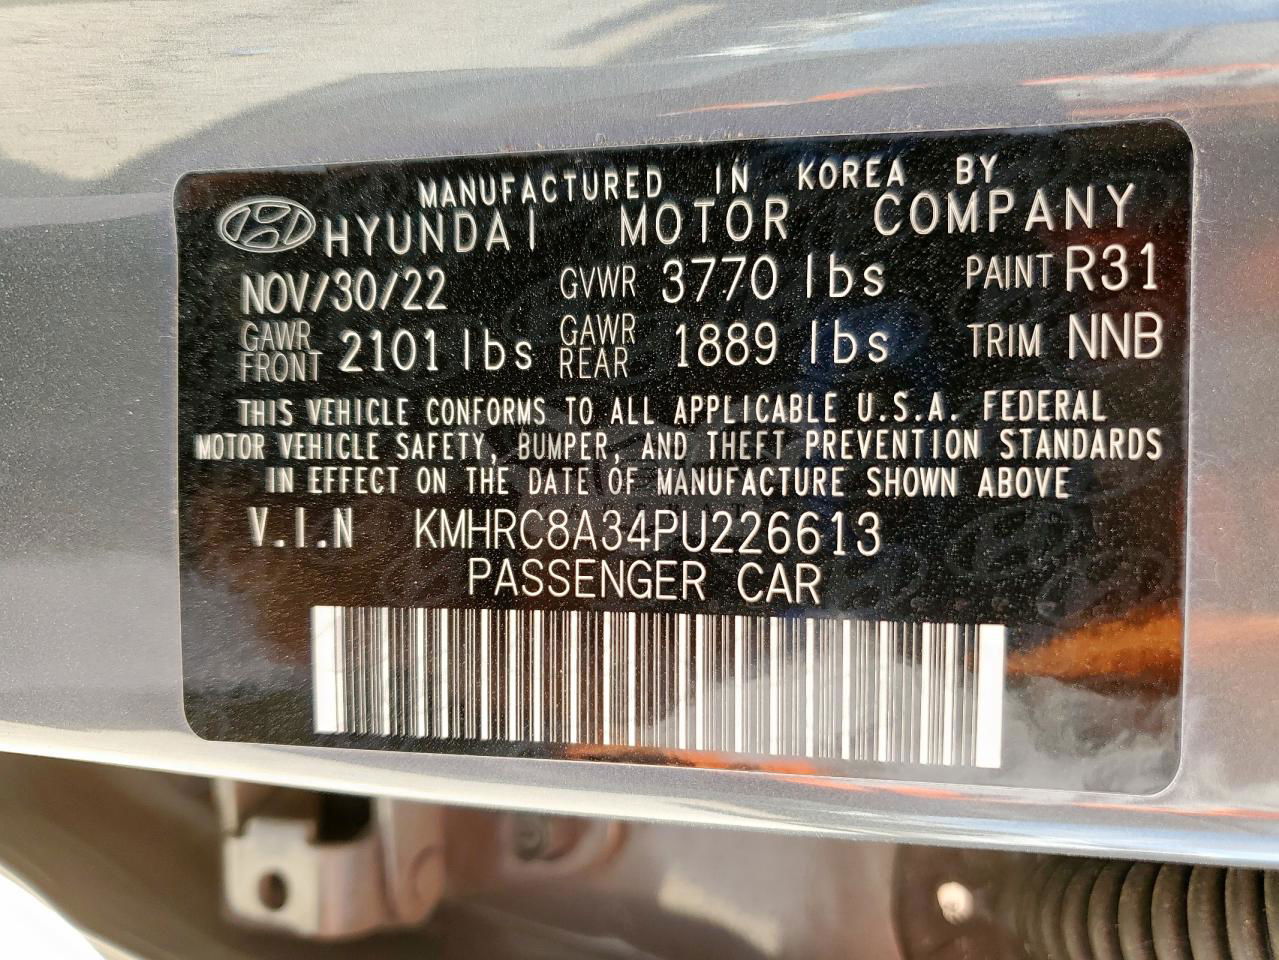 MANUFACTURED IN KOREA BY
HYUNDAI MOTOR COMPANY
NOV/30/22 GVWR 3770 lbs PAINT R31
GAWR FRONT 2101 lbs GAWR REAR 1889 lbs TRIM NNB
THIS VEHICLE CONFORMS TO ALL APPLICABLE U.S.A. FEDERAL
MOTOR VEHICLE SAFETY, BUMPER, AND THEFT PREVENTION STANDARDS
IN EFFECT ON THE DATE OF MANUFACTURE SHOWN ABOVE
V.I.N KMHRC8A34PU226613
PASSENGER CAR